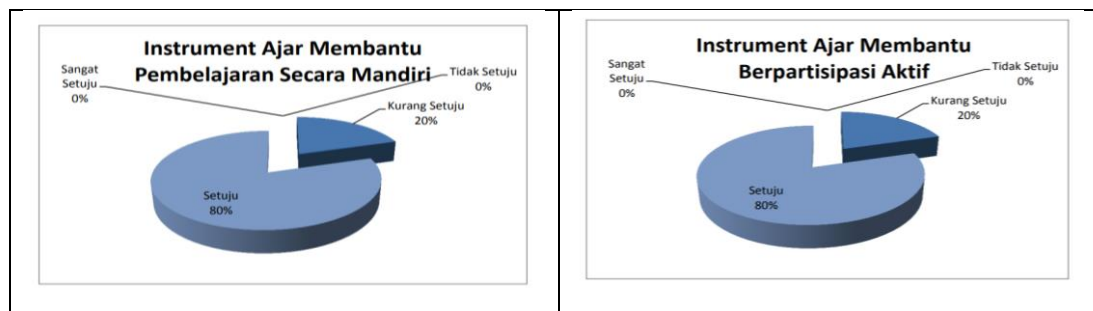 Instrument Ajar Membantu
Pembelajaran Secara Mandiri
Sangat
Setuju
0%
Tidak Setuju
0%
Kurang Setuju
20%
Setuju
80%
Instrument Ajar Membantu
Berpartisipasi Aktif
Sangat
Setuju
0%
Tidak Setuju
0%
Kurang Setuju
20%
Setuju
80%